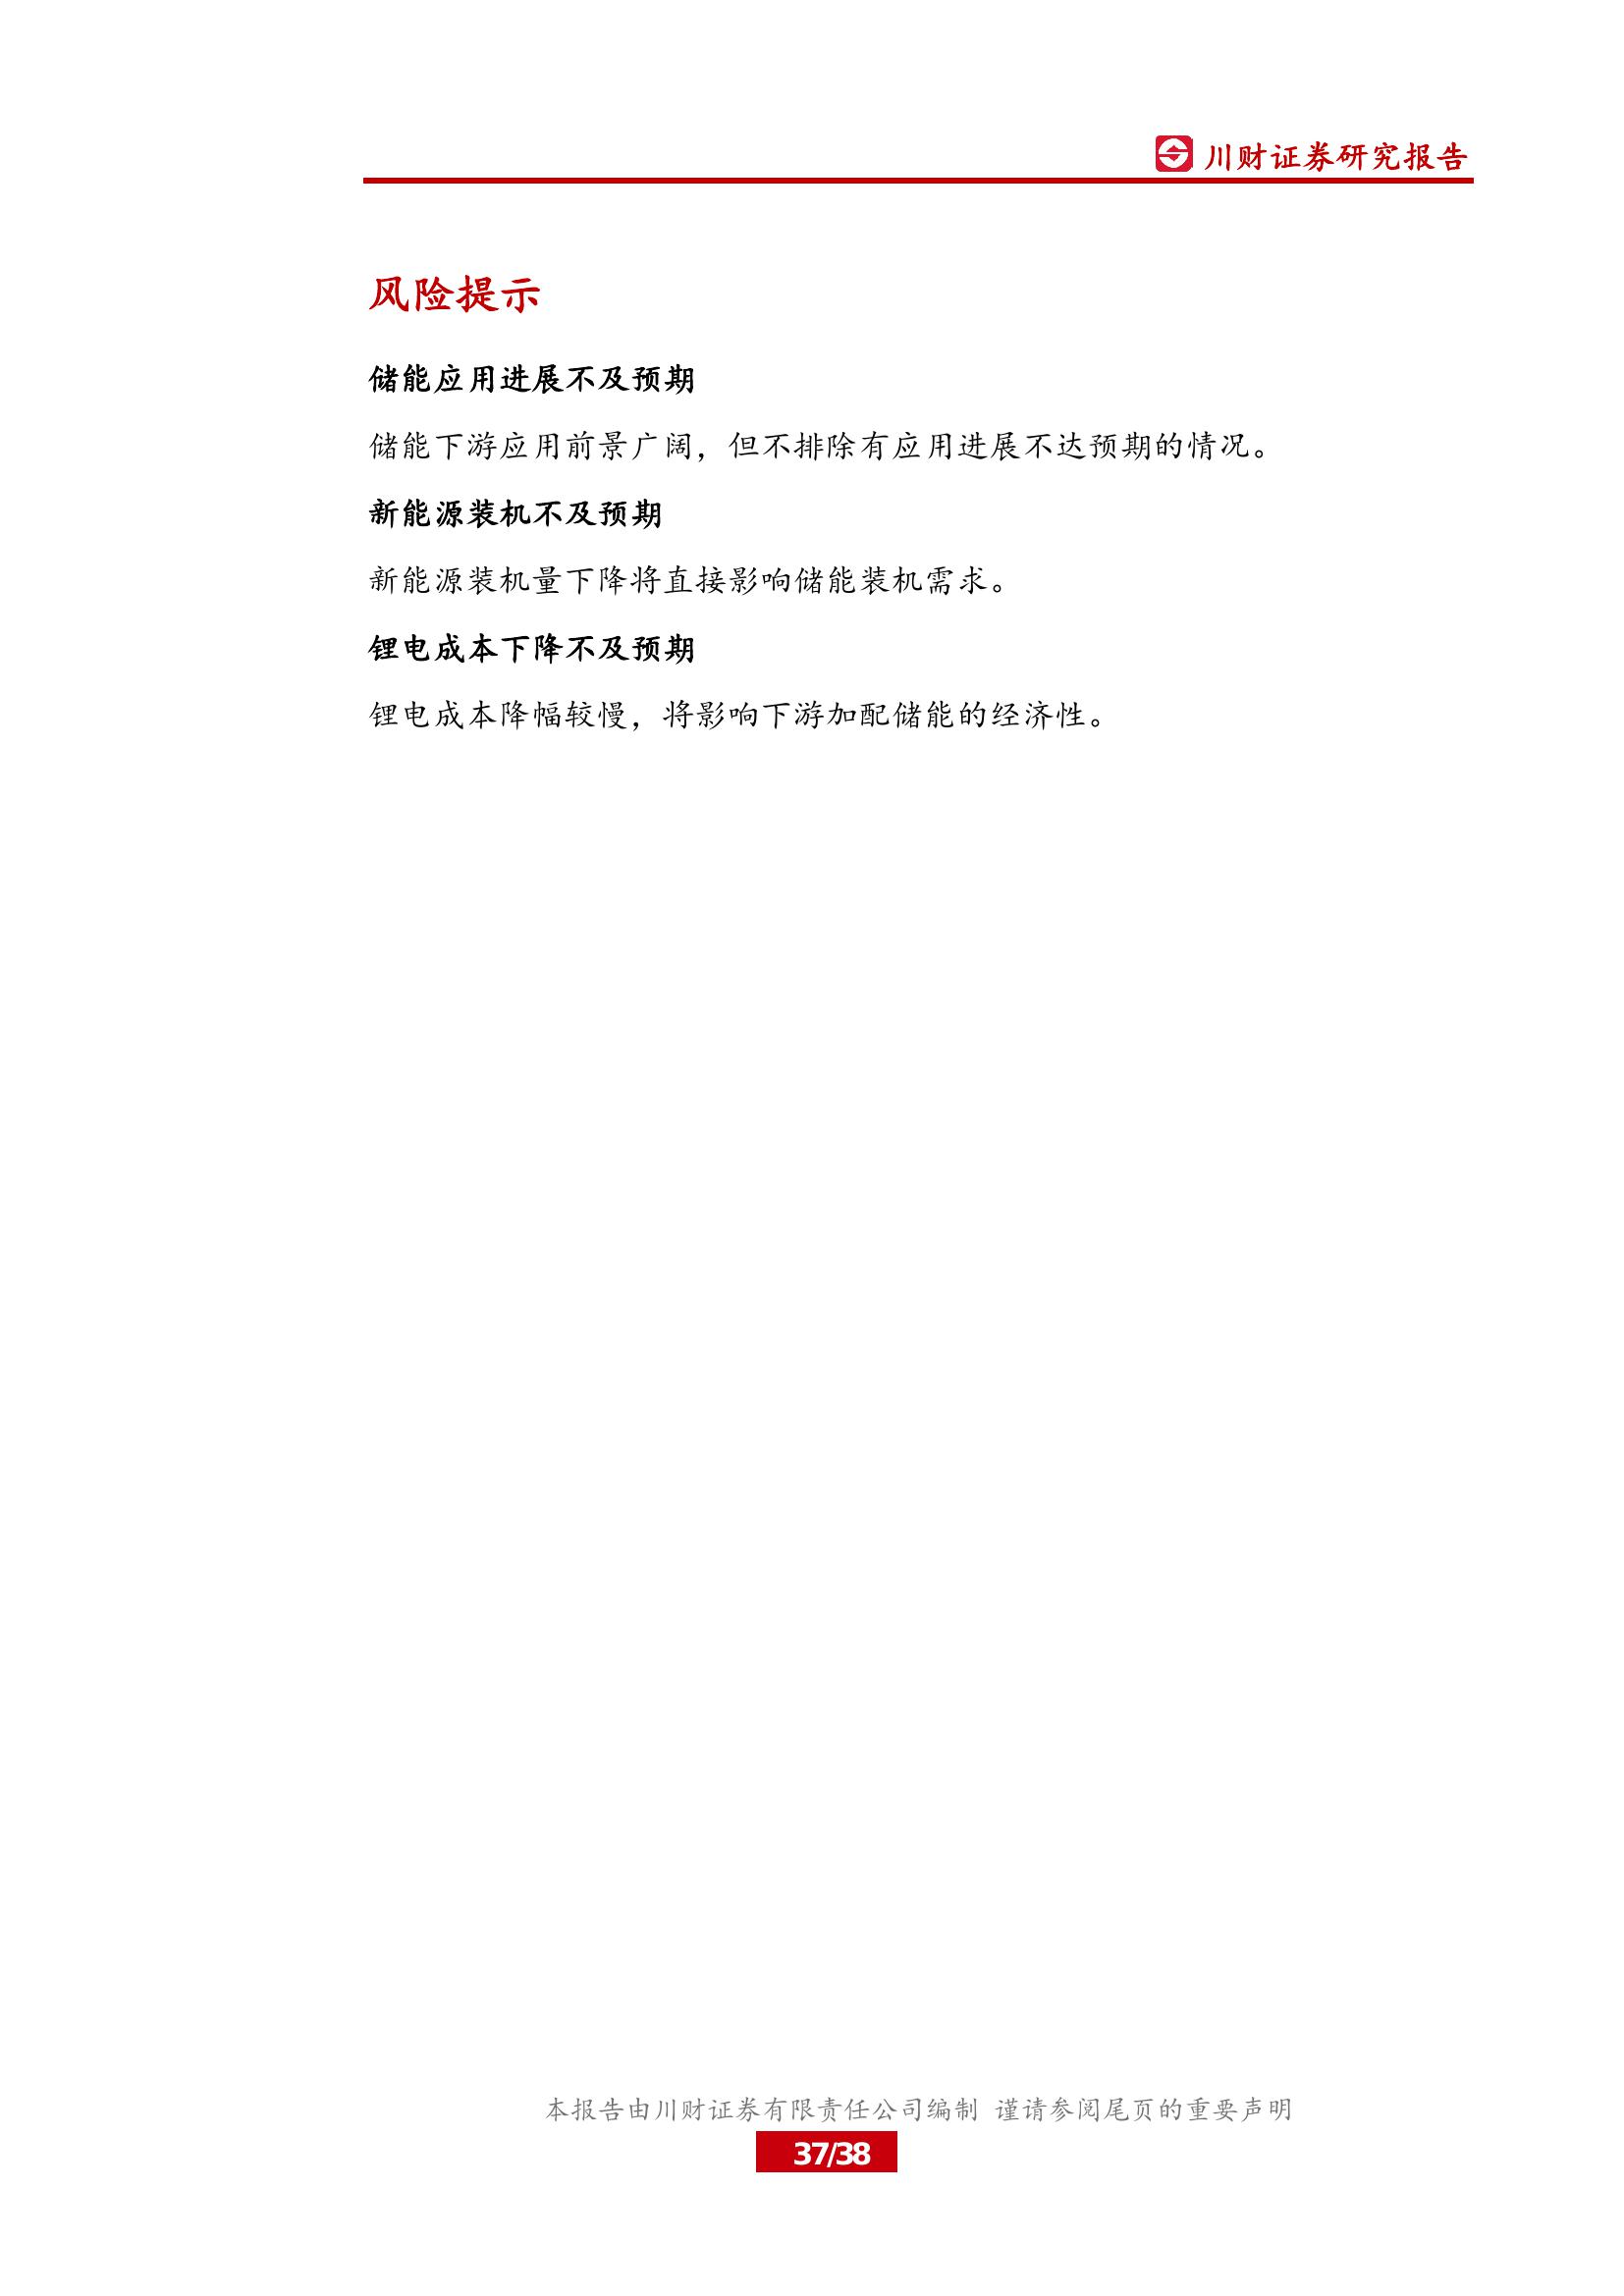 川财证券研究报告
风险提示
储能应用进展不及预期
储能下游应用前景广阔，但不排除有应用进展不达预期的情况。
新能源装机不及预期
新能源装机量下降将直接影响储能装机需求。
锂电成本下降不及预期
锂电成本降幅较慢，将影响下游加配储能的经济性。
本报告由川财证券有限责任公司编制 谨请参阅尾页的重要声明
37/38